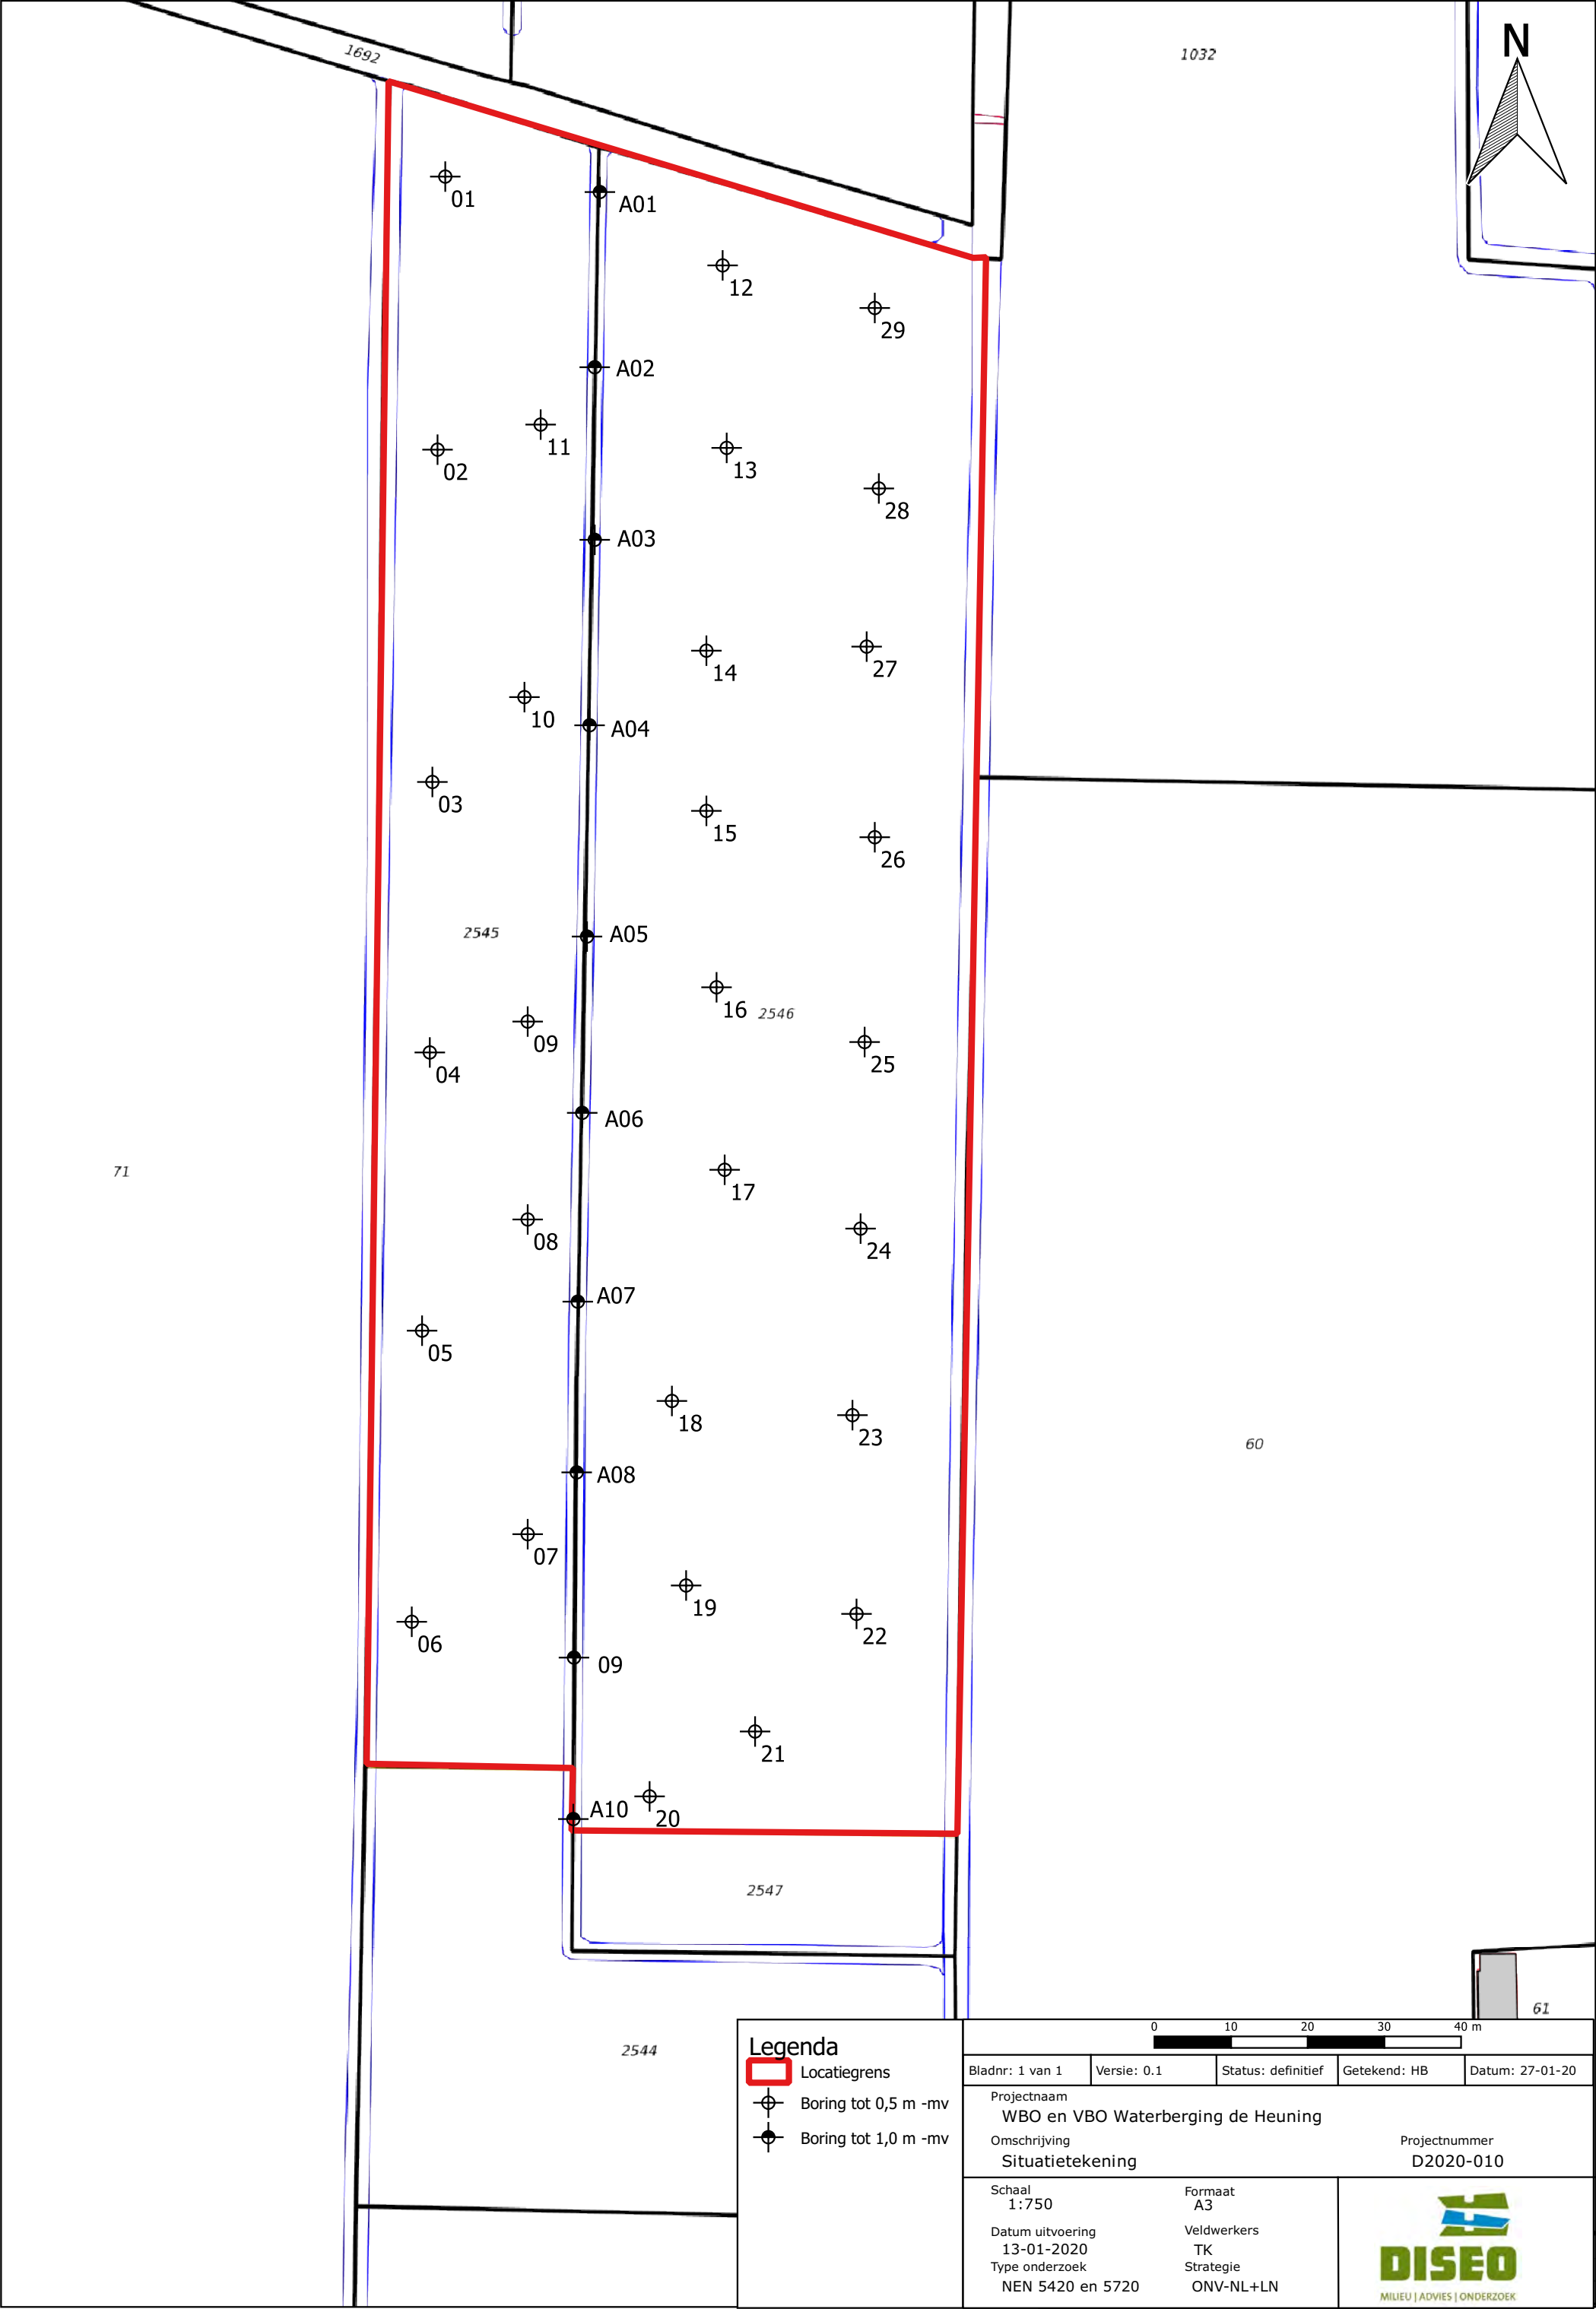 1692
1032
N
01
A01
12
29
A02
11
02
13
28
A03
14
27
10
A04
03
15
26
2545
A05
16
2546
09
25
04
A06
71
17
08
24
A07
05
18
23
60
A08
07
19
22
06
09
21
A10
20
2547
61
2544
Legenda
Locatiegrens
Boring tot 0,5 m -mv
Boring tot 1,0 m -mv
0 10 20 30 40 m
Bladnr: 1 van 1 Versie: 0.1 Status: definitief Getekend: HB Datum: 27-01-20
Projectnaam
WBO en VBO Waterberging de Heuning
Omschrijving Projectnummer
Situatietekening D2020-010
Schaal Formaat
1:750 A3
Datum uitvoering Veldwerkers
13-01-2020 TK
Type onderzoek Strategie
NEN 5420 en 5720 ONV-NL+LN
DISEO
MILIEU | ADVIES | ONDERZOEK